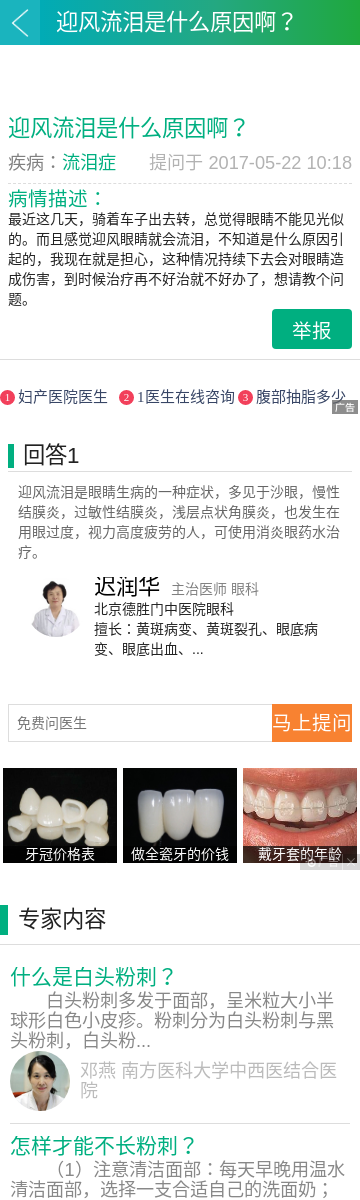 迎风流泪是什么原因啊？
迎风流泪是什么原因啊？
疾病：流泪症 提问于 2017-05-22 10:18
病情描述：
最近这几天，骑着车子出去转，总觉得眼睛不能见光似
的。而且感觉迎风眼睛就会流泪，不知道是什么原因引
起的，我现在就是担心，这种情况持续下去会对眼睛造
成伤害，到时候治疗再不好治就不好办了，想请教个问
题。
举报
1 妇产医院医生 2 1医生在线咨询 3 腹部抽脂多少
广告
回答1
迎风流泪是眼睛生病的一种症状，多见于沙眼，慢性
结膜炎，过敏性结膜炎，浅层点状角膜炎，也发生在
用眼过度，视力高度疲劳的人，可使用消炎眼药水治
疗。
迟润华 主治医师 眼科
北京德胜门中医院眼科
擅长：黄斑病变、黄斑裂孔、眼底病
变、眼底出血、...
免费问医生 马上提问
牙冠价格表 做全瓷牙的价钱 戴牙套的年龄
专家内容
什么是白头粉刺？
白头粉刺多发于面部，呈米粒大小半
球形白色小皮疹。粉刺分为白头粉刺与黑
头粉刺，白头粉...
邓燕 南方医科大学中西医结合医
院
怎样才能不长粉刺？
（1）注意清洁面部：每天早晚用温水
清洁面部，选择一支合适自己的洗面奶；